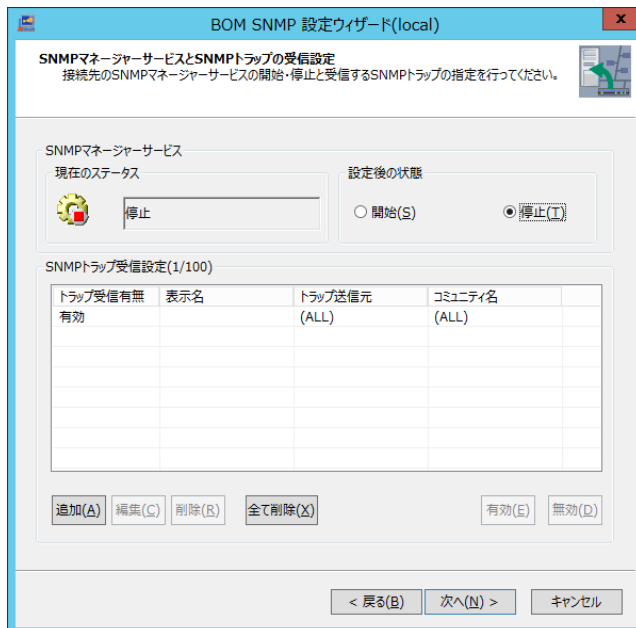 BOM SNMP 設定ウィザード(local)
x
SNMPマネージャーサービスとSNMPトラップの受信設定
接続先のSNMPマネージャーサービスの開始・停止と受信するSNMPトラップの指定を行ってください。
SNMPマネージャーサービス
現在のステータス
停止
設定後の状態
開始(S)
停止(T)
SNMPトラップ受信設定(1/100)
トラップ受信有無 表示名 トラップ送信元 コミュニティ名
有効 (ALL) (ALL)
追加(A) 編集(C) 削除(R) 全て削除(X) 有効(E) 無効(D)
< 戻る(B) 次へ(N) > キャンセル